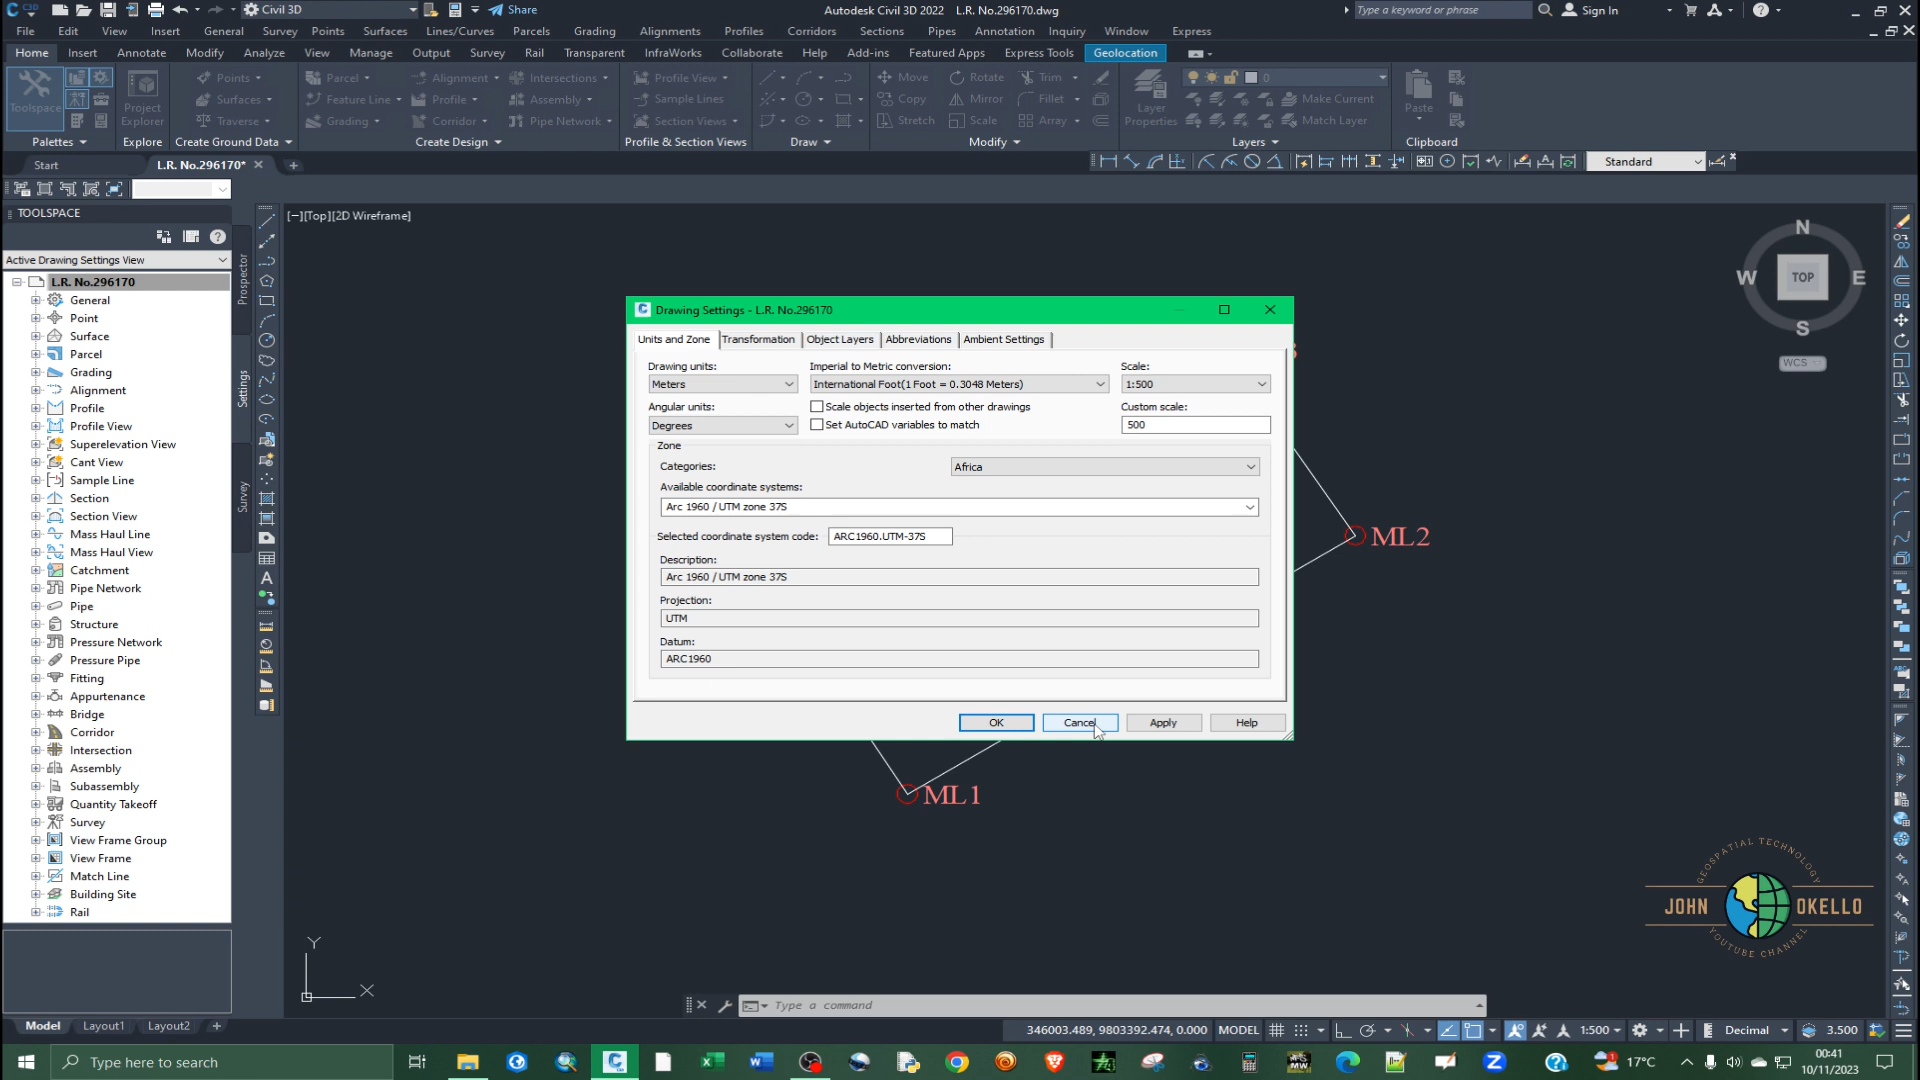 Civil 3D
Share
Autodesk Civil 3D 2022 L.R. No.296170.dwg
Type a keyword or phrase
Sign In
File Edit View Insert General Survey Points Surfaces Lines/Curves Parcels Grading Alignments Profiles Corridors Sections Pipes Annotation Inquiry Window Express
Home Insert Annotate Modify Analyze View Manage Output Survey Rail Transparent InfraWorks Collaborate Help Add-ins Featured Apps Express Tools Geolocation
Toolspace
Project Explorer
Points
Surfaces
Traverse
Parcel
Feature Line
Grading
Alignment
Profile
Corridor
Intersections
Assembly
Pipe Network
Profile View
Sample Lines
Section Views
Move
Copy
Stretch
Rotate
Mirror
Scale
Trim
Fillet
Array
Layer Properties
0
Make Current
Match Layer
Paste
Palettes Explore Create Ground Data Create Design Profile & Section Views Draw Modify Layers Clipboard
Start L.R. No.296170*
Standard
TOOLSPACE
Active Drawing Settings View
L.R. No.296170
General
Point
Surface
Parcel
Grading
Alignment
Profile
Profile View
Superelevation View
Cant View
Sample Line
Section
Section View
Mass Haul Line
Mass Haul View
Catchment
Pipe Network
Pipe
Structure
Pressure Network
Pressure Pipe
Fitting
Appurtenance
Bridge
Corridor
Intersection
Assembly
Subassembly
Quantity Takeoff
Survey
View Frame Group
View Frame
Match Line
Building Site
Rail
Prospector
Settings
Survey
[−][Top][2D Wireframe]
N
W TOP E
S
WCS
Drawing Settings - L.R. No.296170
Units and Zone Transformation Object Layers Abbreviations Ambient Settings
Drawing units: Imperial to Metric conversion: Scale:
Meters International Foot(1 Foot = 0.3048 Meters) 1:500
Angular units: Scale objects inserted from other drawings Custom scale:
Degrees Set AutoCAD variables to match 500
Zone
Categories: Africa
Available coordinate systems:
Arc 1960 / UTM zone 37S
Selected coordinate system code: ARC1960.UTM-37S
Description:
Arc 1960 / UTM zone 37S
Projection:
UTM
Datum:
ARC1960
OK Cancel Apply Help
ML2
ML1
Y
X
GEOSPATIAL TECHNOLOGY
JOHN OKELLO
YOUTUBE CHANNEL
Type a command
Model Layout1 Layout2
346003.489, 9803392.474, 0.000 MODEL 1:500 Decimal 3.500
Type here to search
17°C
00:41
10/11/2023